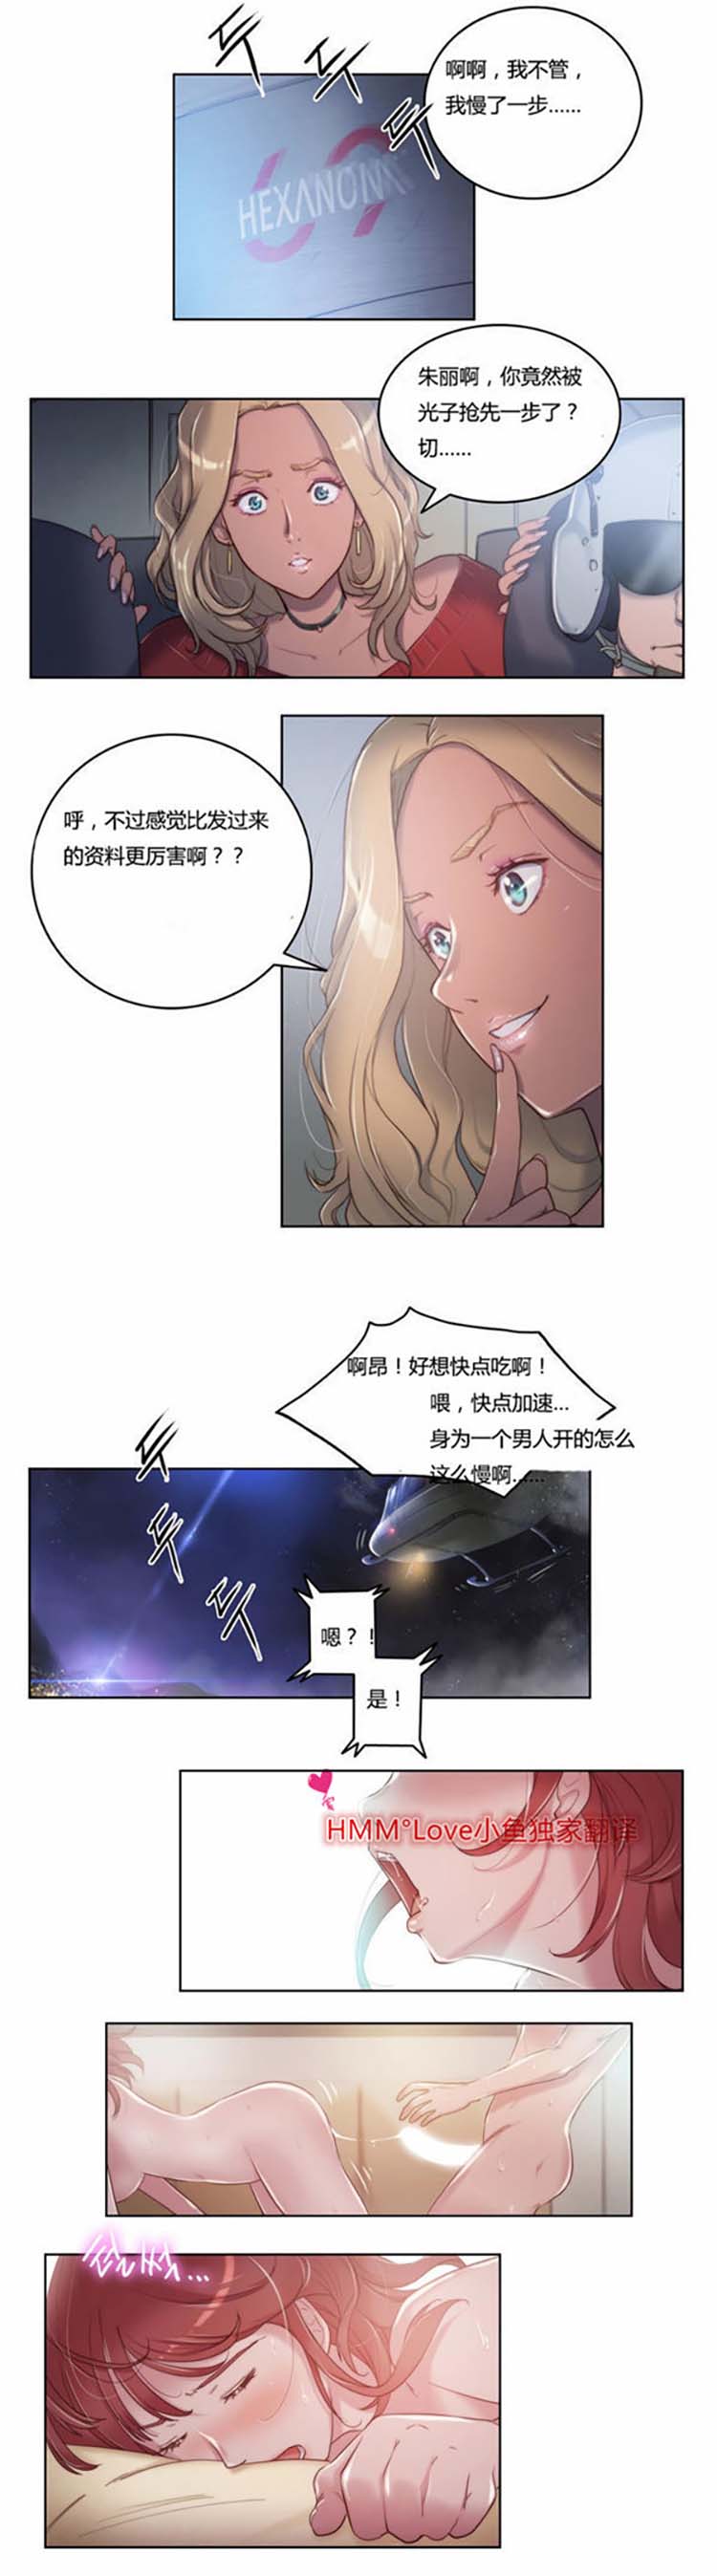 啊啊，我不管，
我慢了一步……
HEXANON
69
朱丽啊，你竟然被
光子抢先一步了？
切……
呼，不过感觉比发过来
的资料更厉害啊？？
啊昂！好想快点吃啊！
喂，快点加速…
身为一个男人开的怎么
这么慢啊……
두
두
두
嗯？！
是！
HMM°Love小鱼独家翻译